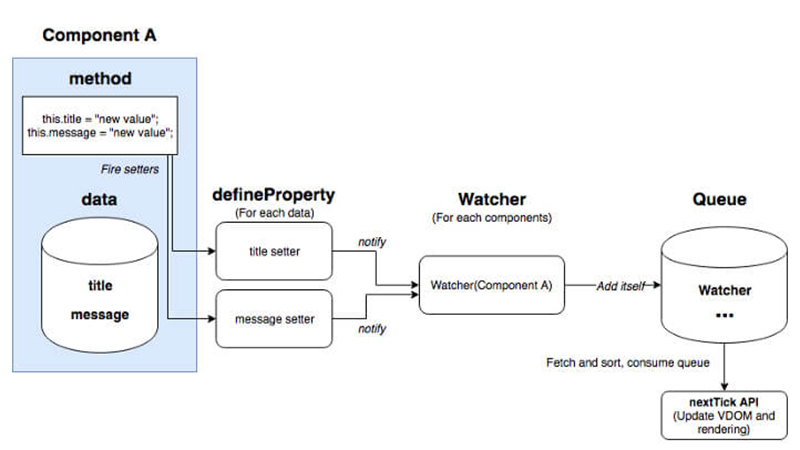 Component A
method
this.title = "new value";
this.message = "new value";
Fire setters
data
title
message
defineProperty
(For each data)
title setter
message setter
notify
notify
Watcher
(For each components)
Watcher(Component A)
Add itself
Queue
Watcher
...
Fetch and sort, consume queue
nextTick API
(Update VDOM and
rendering)